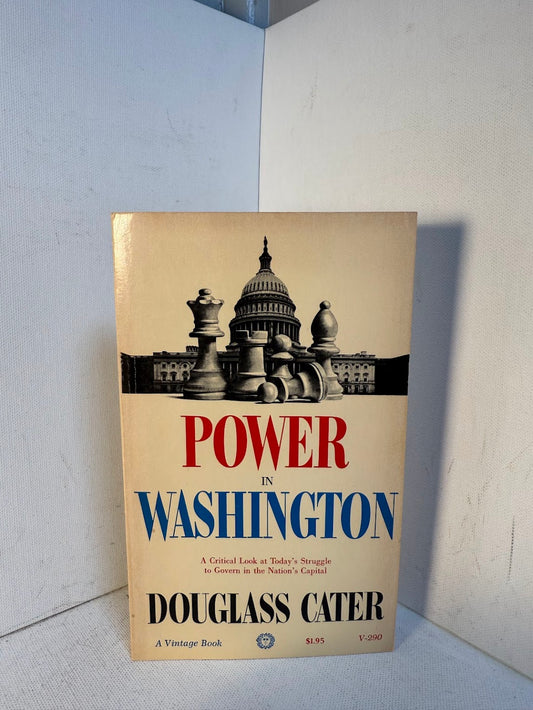 POWER
IN
WASHINGTON
A Critical Look at Today's Struggle
to Govern in the Nation's Capital
DOUGLASS CATER
A Vintage Book $1.95 V-290